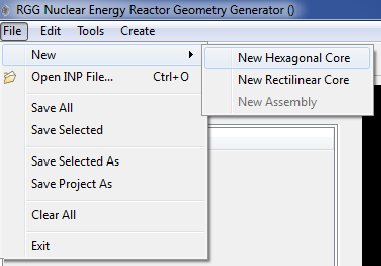 RGG Nuclear Energy Reactor Geometry Generator ()
File Edit Tools Create
New
New Hexagonal Core
Open INP File... Ctrl+O
New Rectilinear Core
New Assembly
Save All
Save Selected
Save Selected As
Save Project As
Clear All
Exit